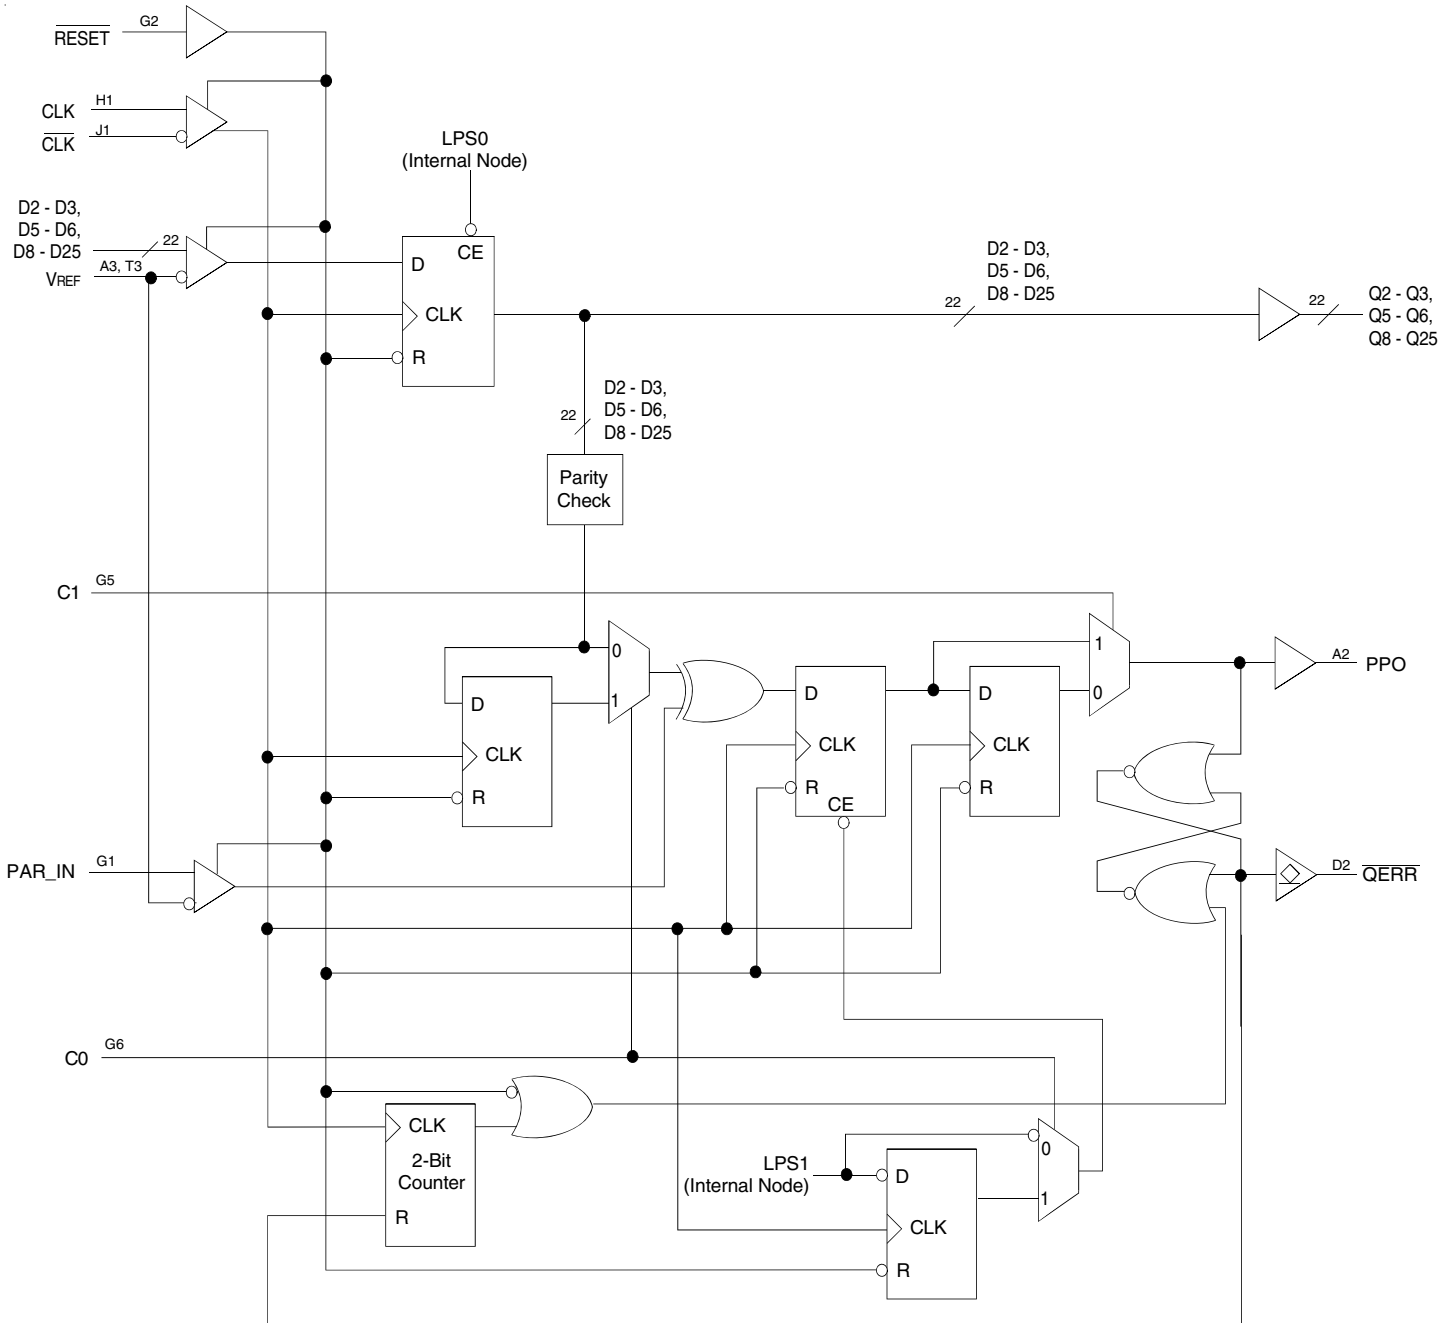 RESET G2
CLK H1
CLK J1
LPS0
(Internal Node)
D2 - D3,
D5 - D6,
D8 - D25
22
VREF A3, T3
D
CE
CLK
R
D2 - D3,
D5 - D6,
D8 - D25
22
22
Q2 - Q3,
Q5 - Q6,
Q8 - Q25
D2 - D3,
D5 - D6,
D8 - D25
22
Parity
Check
C1 G5
0
1
D
CLK
R
D
CLK
R
CE
D
CLK
R
1
0
A2 PPO
PAR_IN G1
D2 QERR
C0 G6
CLK
2-Bit
Counter
R
LPS1
(Internal Node)
D
CLK
R
0
1